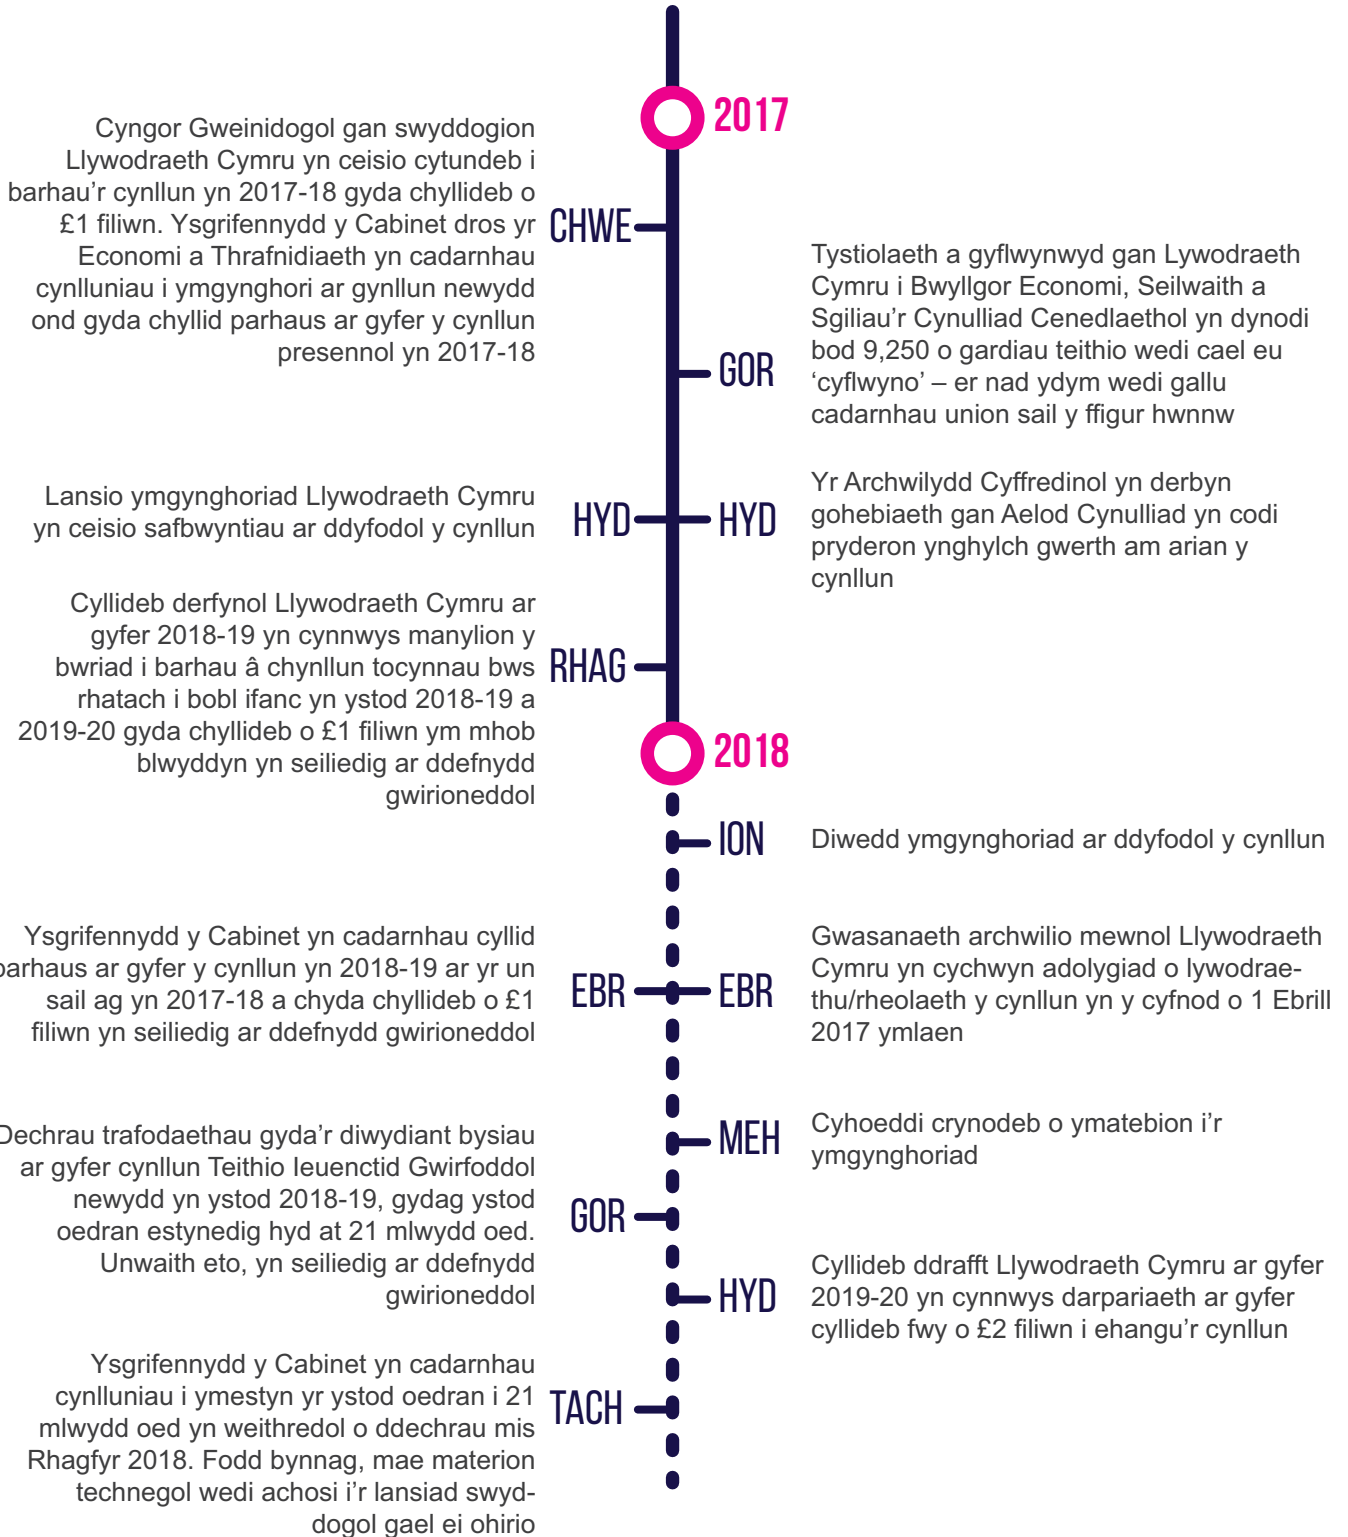 2017
Cyngor Gweinidogol gan swyddogion
Llywodraeth Cymru yn ceisio cytundeb i
barhau’r cynllun yn 2017-18 gyda chyllideb o
£1 filiwn. Ysgrifennydd y Cabinet dros yr
Economi a Thrafnidiaeth yn cadarnhau
cynlluniau i ymgynghori ar gynllun newydd
ond gyda chyllid parhaus ar gyfer y cynllun
presennol yn 2017-18
CHWE
GOR
Tystiolaeth a gyflwynwyd gan Lywodraeth
Cymru i Bwyllgor Economi, Seilwaith a
Sgiliau’r Cynulliad Cenedlaethol yn dynodi
bod 9,250 o gardiau teithio wedi cael eu
‘cyflwyno’ – er nad ydym wedi gallu
cadarnhau union sail y ffigur hwnnw
Lansio ymgynghoriad Llywodraeth Cymru
yn ceisio safbwyntiau ar ddyfodol y cynllun
HYD
HYD
Yr Archwilydd Cyffredinol yn derbyn
gohebiaeth gan Aelod Cynulliad yn codi
pryderon ynghylch gwerth am arian y
cynllun
Cyllideb derfynol Llywodraeth Cymru ar
gyfer 2018-19 yn cynnwys manylion y
bwriad i barhau â chynllun tocynnau bws
rhatach i bobl ifanc yn ystod 2018-19 a
2019-20 gyda chyllideb o £1 filiwn ym mhob
blwyddyn yn seiliedig ar ddefnydd
gwirioneddol
RHAG
2018
ION
Diwedd ymgynghoriad ar ddyfodol y cynllun
Ysgrifennydd y Cabinet yn cadarnhau cyllid
parhaus ar gyfer y cynllun yn 2018-19 ar yr un
sail ag yn 2017-18 a chyda chyllideb o £1
filiwn yn seiliedig ar ddefnydd gwirioneddol
EBR
EBR
Gwasanaeth archwilio mewnol Llywodraeth
Cymru yn cychwyn adolygiad o lywodrae-
thu/rheolaeth y cynllun yn y cyfnod o 1 Ebrill
2017 ymlaen
MEH
Cyhoeddi crynodeb o ymatebion i’r
ymgynghoriad
Dechrau trafodaethau gyda’r diwydiant bysiau
ar gyfer cynllun Teithio Ieuenctid Gwirfoddol
newydd yn ystod 2018-19, gydag ystod
oedran estynedig hyd at 21 mlwydd oed.
Unwaith eto, yn seiliedig ar ddefnydd
gwirioneddol
GOR
HYD
Cyllideb ddrafft Llywodraeth Cymru ar gyfer
2019-20 yn cynnwys darpariaeth ar gyfer
cyllideb fwy o £2 filiwn i ehangu’r cynllun
Ysgrifennydd y Cabinet yn cadarnhau
cynlluniau i ymestyn yr ystod oedran i 21
mlwydd oed yn weithredol o ddechrau mis
Rhagfyr 2018. Fodd bynnag, mae materion
technegol wedi achosi i’r lansiad swyd-
dogol gael ei ohirio
TACH